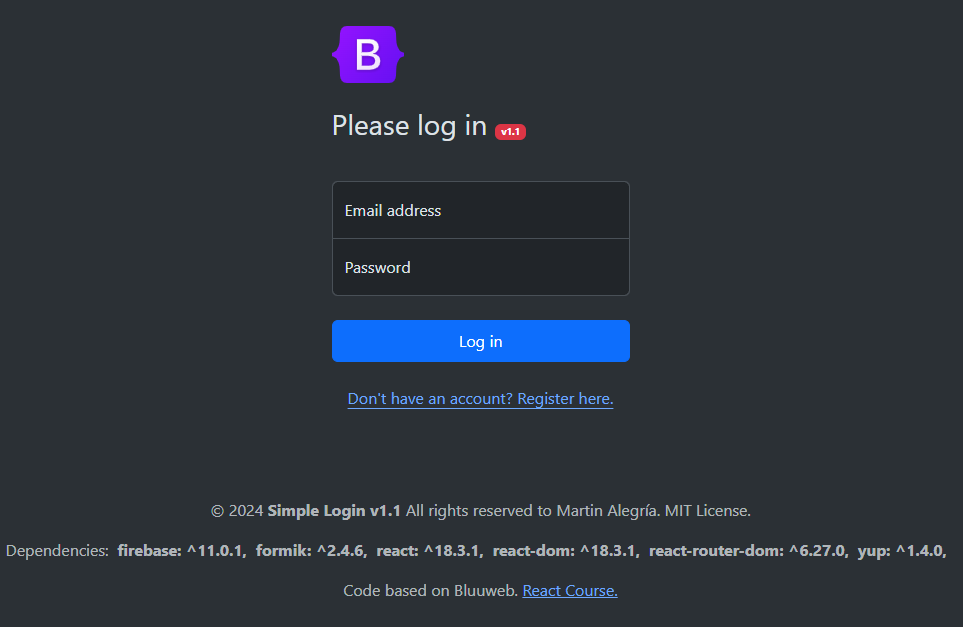 B
Please log in v1.1
Email address
Password
Log in
Don't have an account? Register here.
© 2024 Simple Login v1.1 All rights reserved to Martin Alegría. MIT License.
Dependencies: firebase: ^11.0.1, formik: ^2.4.6, react: ^18.3.1, react-dom: ^18.3.1, react-router-dom: ^6.27.0, yup: ^1.4.0,
Code based on Bluuweb. React Course.